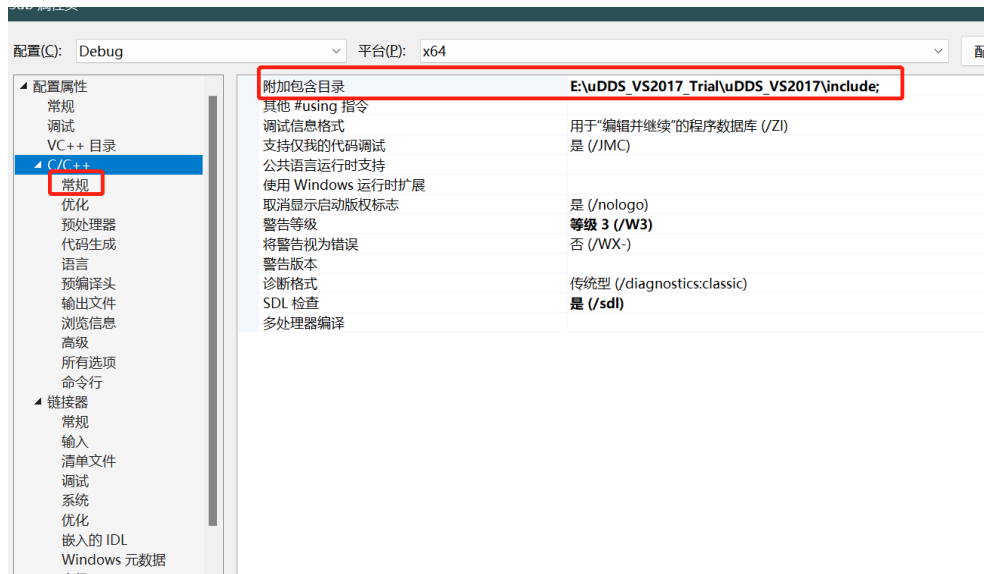 Sub 属性页
配置(C): Debug 平台(P): x64 配
配置属性
常规
调试
VC++ 目录
C/C++
常规
优化
预处理器
代码生成
语言
预编译头
输出文件
浏览信息
高级
所有选项
命令行
链接器
常规
输入
清单文件
调试
系统
优化
嵌入的 IDL
Windows 元数据
附加包含目录 E:\uDDS_VS2017_Trial\uDDS_VS2017\include;
其他 #using 指令
调试信息格式 用于“编辑并继续”的程序数据库 (/ZI)
支持仅我的代码调试 是 (/JMC)
公共语言运行时支持
使用 Windows 运行时扩展
取消显示启动版权标志 是 (/nologo)
警告等级 等级 3 (/W3)
将警告视为错误 否 (/WX-)
警告版本
诊断格式 传统型 (/diagnostics:classic)
SDL 检查 是 (/sdl)
多处理器编译